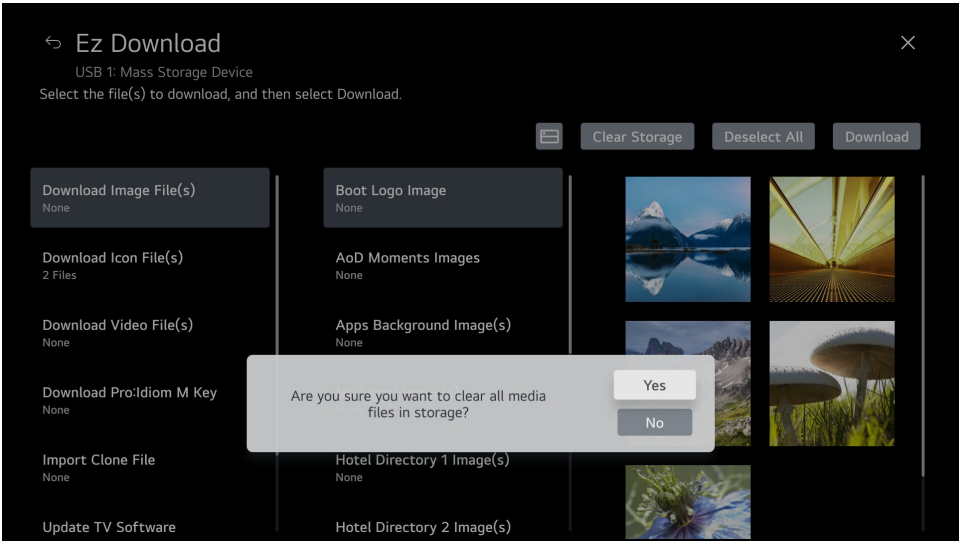 Ez Download
USB 1: Mass Storage Device
Select the file(s) to download, and then select Download.
Clear Storage
Deselect All
Download
Download Image File(s)
None
Download Icon File(s)
2 Files
Download Video File(s)
None
Download Pro:Idiom M Key
None
Import Clone File
None
Update TV Software
Boot Logo Image
None
AoD Moments Images
None
Apps Background Image(s)
None
Hotel Directory 1 Image(s)
None
Hotel Directory 2 Image(s)
Are you sure you want to clear all media
files in storage?
Yes
No